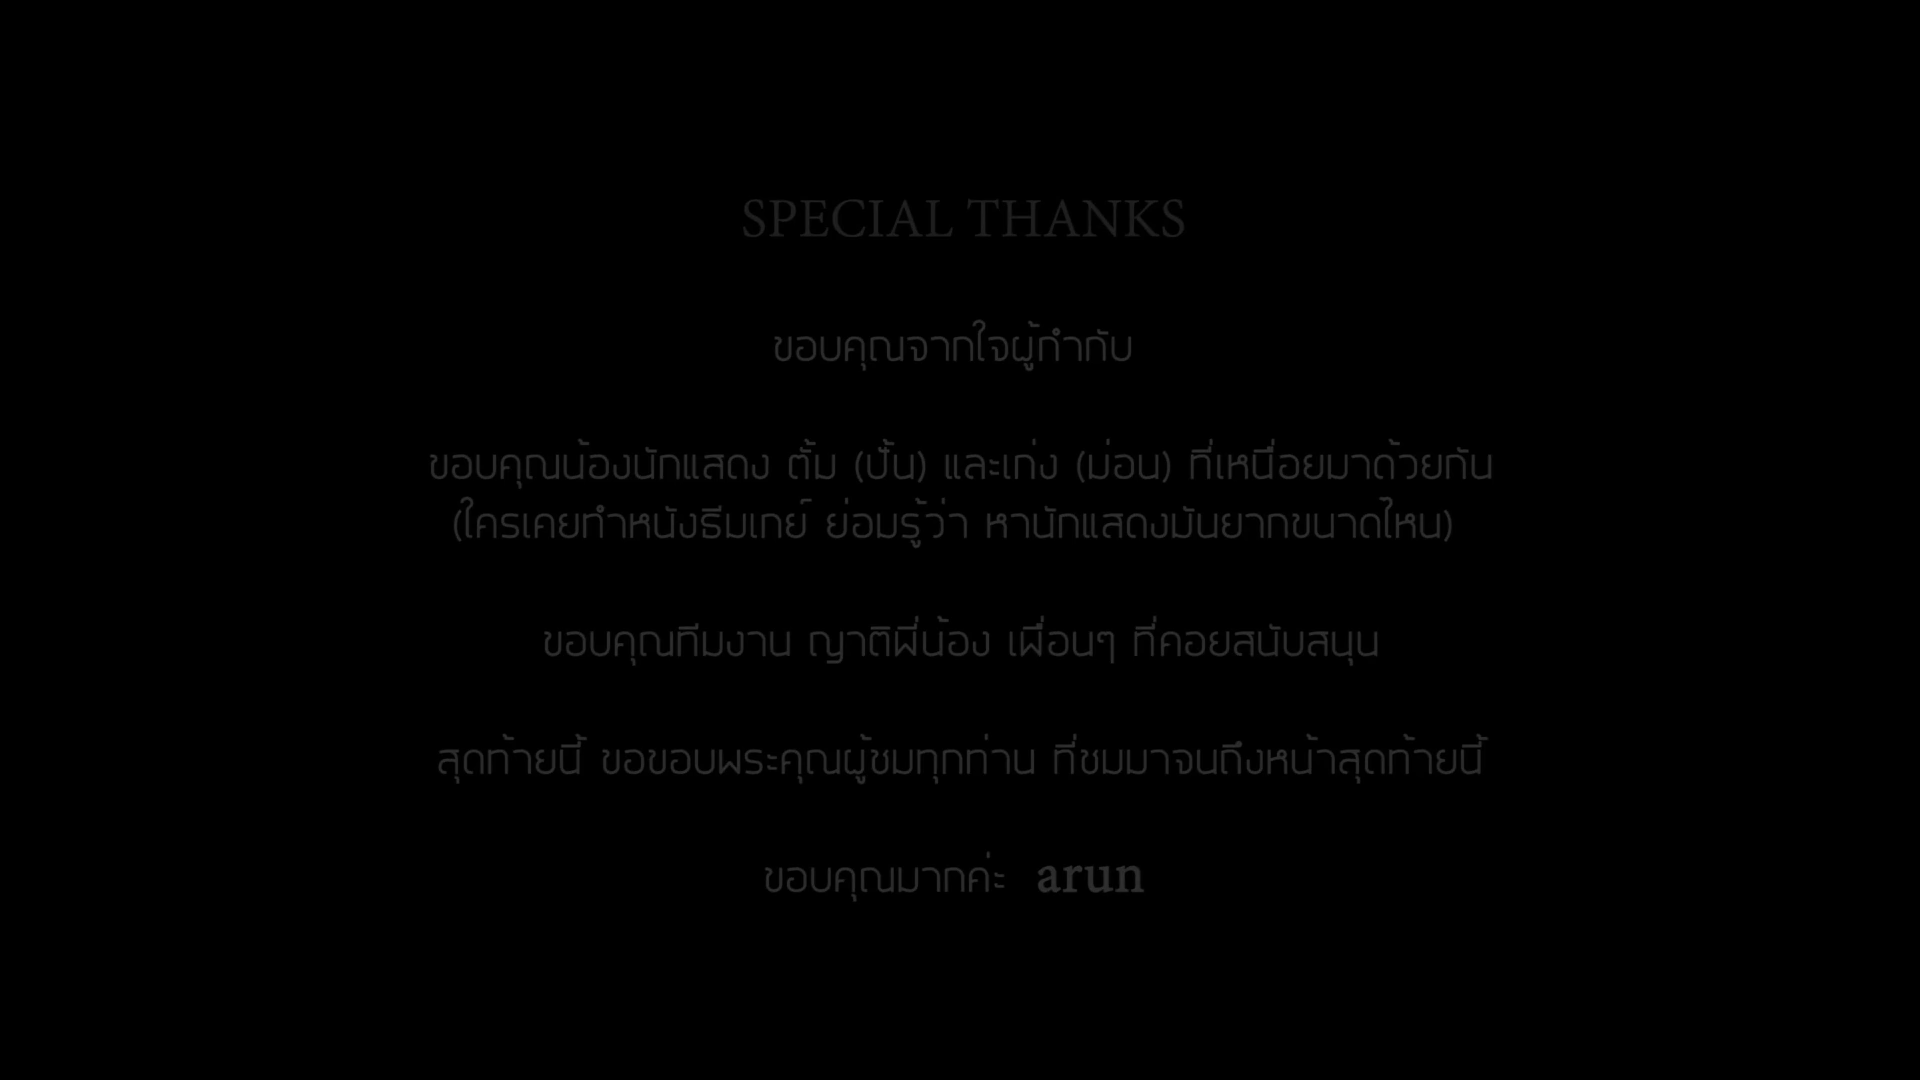 SPECIAL THANKS
ขอบคุณจากใจผู้กำกับ
ขอบคุณน้องนักแสดง ตั้ม (ปั้น) และเก่ง (ม่อน) ที่เหนื่อยมาด้วยกัน
(ใครเคยทำหนังธีมเกย์ ย่อมรู้ว่า หานักแสดงมันยากขนาดไหน)
ขอบคุณทีมงาน ญาติพี่น้อง เพื่อนๆ ที่คอยสนับสนุน
สุดท้ายนี้ ขอขอบพระคุณผู้ชมทุกท่าน ที่ชมมาจนถึงหน้าสุดท้ายนี้
ขอบคุณมากค่ะ arun